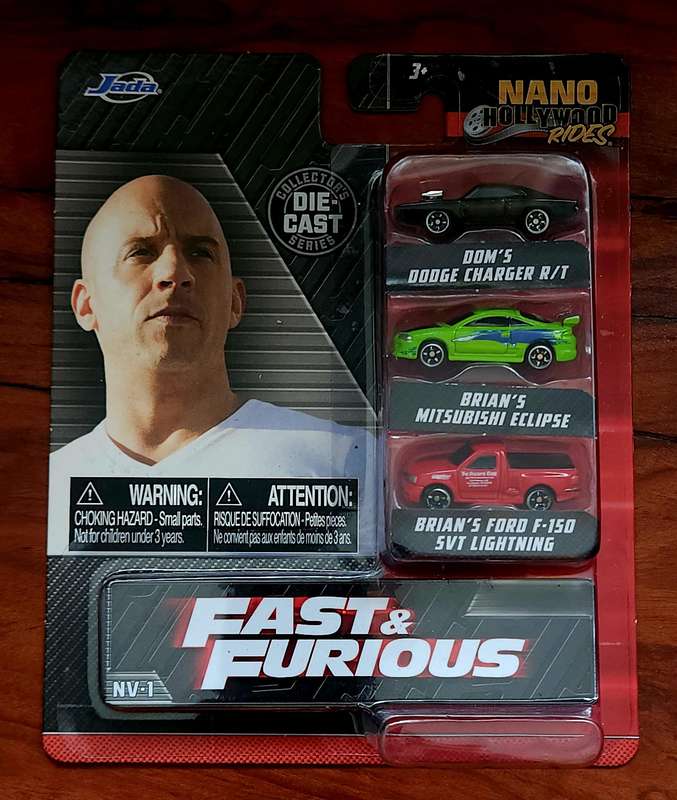 Jada
3+
NANO
HOLLYWOOD
RIDES
COLLECTOR'S
DIE-
CAST
SERIES
DOM'S
DODGE CHARGER R/T
BRIAN'S
MITSUBISHI ECLIPSE
BRIAN'S FORD F-150
SVT LIGHTNING
WARNING:
CHOKING HAZARD - Small parts.
Not for children under 3 years.
ATTENTION:
RISQUE DE SUFFOCATION - Petites pièces.
Ne convient pas aux enfants de moins de 3 ans.
FAST &
FURIOUS
NV-1